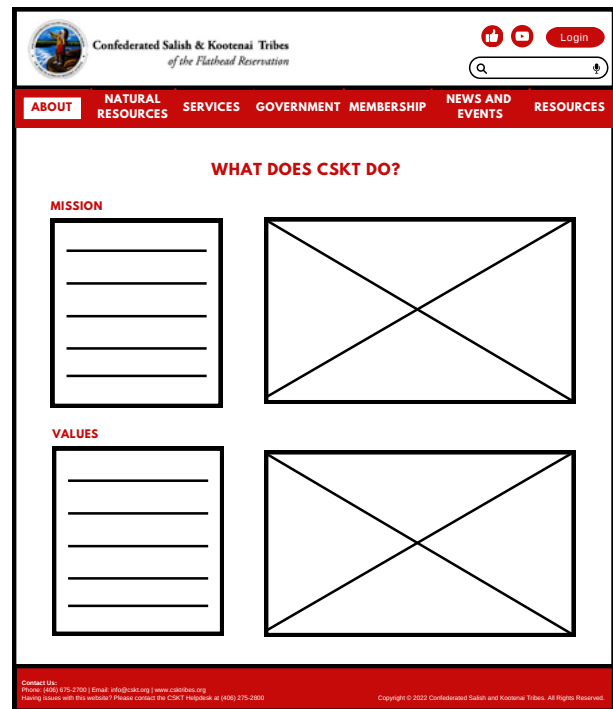 Confederated Salish & Kootenai Tribes
of the Flathead Reservation
Login
ABOUT
NATURAL
RESOURCES
SERVICES
GOVERNMENT
MEMBERSHIP
NEWS AND
EVENTS
RESOURCES
WHAT DOES CSKT DO?
MISSION
VALUES
Contact Us:
Phone: (406) 675-2700 | Email: info@cskt.org | www.csktribes.org
Having issues with this website? Please contact the CSKT Helpdesk at (406) 275-2800
Copyright © 2022 Confederated Salish and Kootenai Tribes. All Rights Reserved.